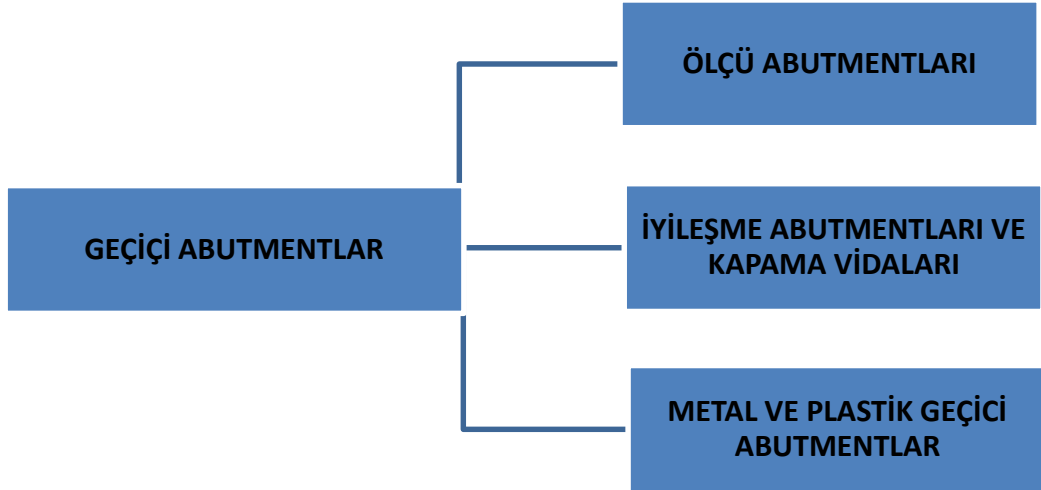 ÖLÇÜ ABUTMENTLARI
GEÇİÇİ ABUTMENTLAR
İYİLEŞME ABUTMENTLARI VE
KAPAMA VİDALARI
METAL VE PLASTİK GEÇİCİ
ABUTMENTLAR